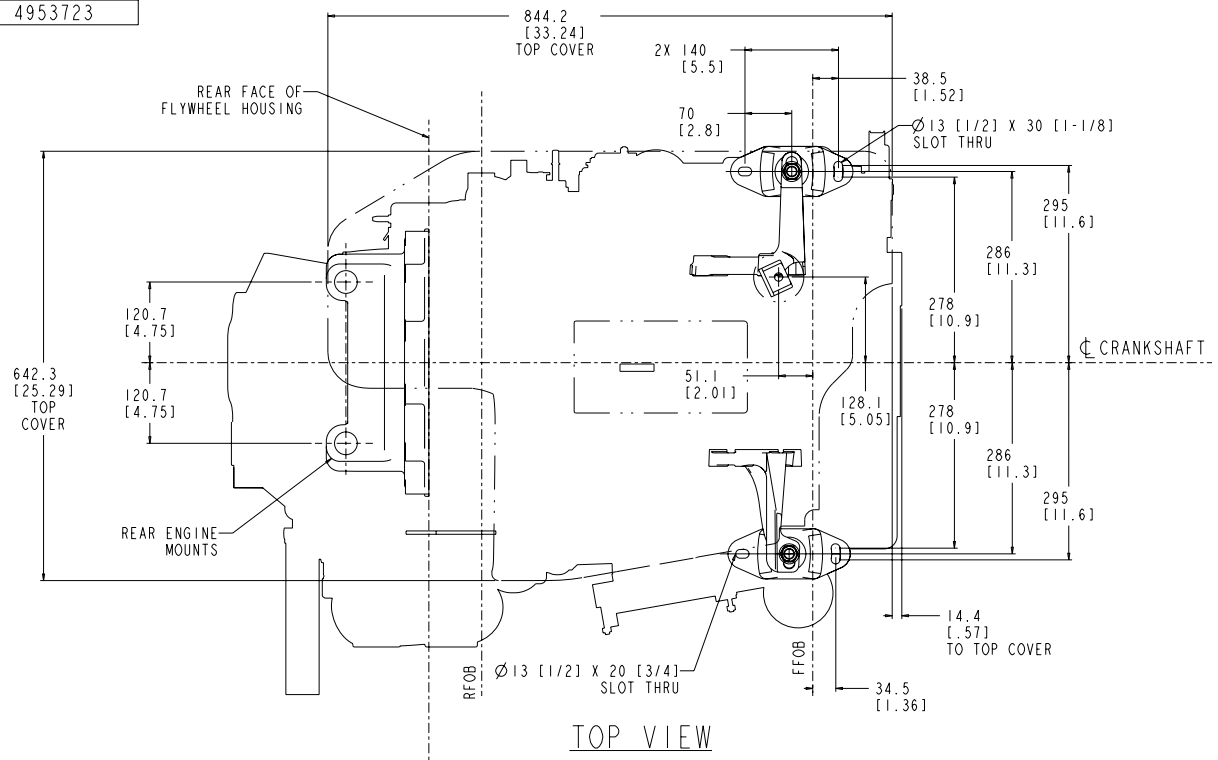 4953723
844.2
[33.24]
TOP COVER
2X 140
[5.5]
REAR FACE OF
FLYWHEEL HOUSING
38.5
[1.52]
70
[2.8]
Ø13 [1/2] X 30 [1-1/8]
SLOT THRU
295
[11.6]
286
[11.3]
278
[10.9]
120.7
[4.75]
℄ CRANKSHAFT
642.3
[25.29]
TOP
COVER
51.1
[2.01]
120.7
[4.75]
128.1
[5.05]
278
[10.9]
286
[11.3]
295
[11.6]
REAR ENGINE
MOUNTS
14.4
[.57]
TO TOP COVER
RFOB
Ø13 [1/2] X 20 [3/4]
SLOT THRU
FFOB
34.5
[1.36]
TOP VIEW